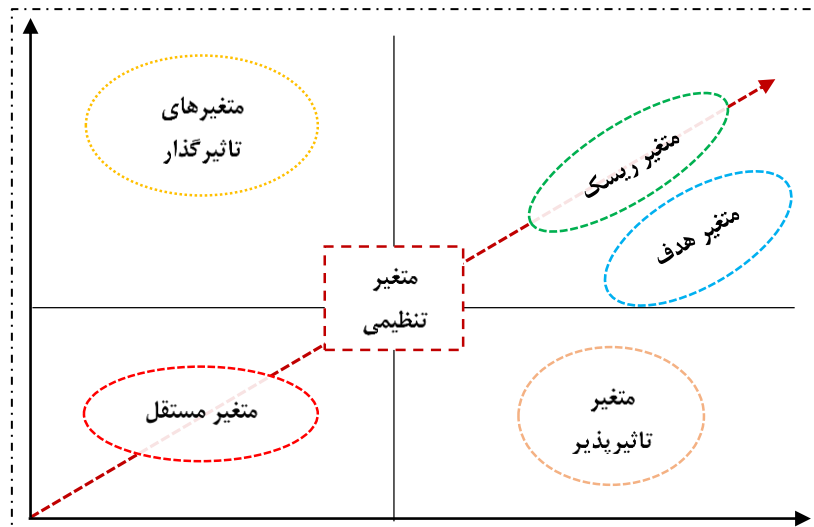 متغیرهای
تاثیرگذار
متغیر ریسک
متغیر هدف
متغیر
تنظیمی
متغیر مستقل
متغیر
تاثیرپذیر